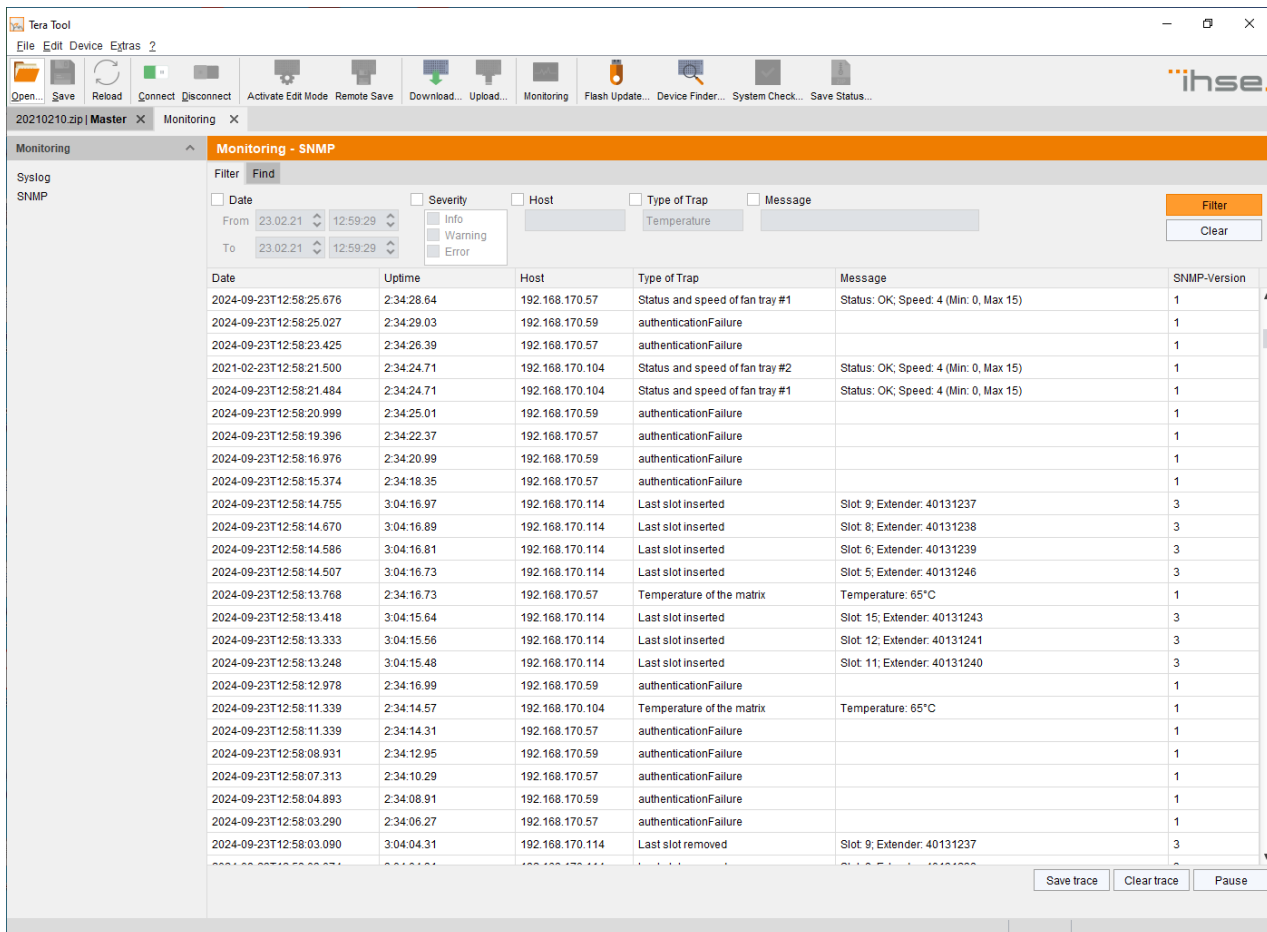 Tera Tool
File Edit Device Extras ?
Open... Save Reload Connect Disconnect Activate Edit Mode Remote Save Download... Upload... Monitoring Flash Update... Device Finder... System Check... Save Status...
ihse.
20210210.zip | Master Monitoring
Monitoring
Monitoring - SNMP
Syslog
SNMP
Filter Find
Date Severity Host Type of Trap Message
From 23.02.21 12:59:29 Info Temperature Filter
Warning Clear
To 23.02.21 12:59:29 Error
Date Uptime Host Type of Trap Message SNMP-Version
2024-09-23T12:58:25.676 2:34:28.64 192.168.170.57 Status and speed of fan tray #1 Status: OK; Speed: 4 (Min: 0, Max 15) 1
2024-09-23T12:58:25.027 2:34:29.03 192.168.170.59 authenticationFailure 1
2024-09-23T12:58:23.425 2:34:26.39 192.168.170.57 authenticationFailure 1
2021-02-23T12:58:21.500 2:34:24.71 192.168.170.104 Status and speed of fan tray #2 Status: OK; Speed: 4 (Min: 0, Max 15) 1
2024-09-23T12:58:21.484 2:34:24.71 192.168.170.104 Status and speed of fan tray #1 Status: OK; Speed: 4 (Min: 0, Max 15) 1
2024-09-23T12:58:20.999 2:34:25.01 192.168.170.59 authenticationFailure 1
2024-09-23T12:58:19.396 2:34:22.37 192.168.170.57 authenticationFailure 1
2024-09-23T12:58:16.976 2:34:20.99 192.168.170.59 authenticationFailure 1
2024-09-23T12:58:15.374 2:34:18.35 192.168.170.57 authenticationFailure 1
2024-09-23T12:58:14.755 3:04:16.97 192.168.170.114 Last slot inserted Slot: 9; Extender: 40131237 3
2024-09-23T12:58:14.670 3:04:16.89 192.168.170.114 Last slot inserted Slot: 8; Extender: 40131238 3
2024-09-23T12:58:14.586 3:04:16.81 192.168.170.114 Last slot inserted Slot: 6; Extender: 40131239 3
2024-09-23T12:58:14.507 3:04:16.73 192.168.170.114 Last slot inserted Slot: 5; Extender: 40131246 3
2024-09-23T12:58:13.768 2:34:16.73 192.168.170.57 Temperature of the matrix Temperature: 65°C 1
2024-09-23T12:58:13.418 3:04:15.64 192.168.170.114 Last slot inserted Slot: 15; Extender: 40131243 3
2024-09-23T12:58:13.333 3:04:15.56 192.168.170.114 Last slot inserted Slot: 12; Extender: 40131241 3
2024-09-23T12:58:13.248 3:04:15.48 192.168.170.114 Last slot inserted Slot: 11; Extender: 40131240 3
2024-09-23T12:58:12.978 2:34:16.99 192.168.170.59 authenticationFailure 1
2024-09-23T12:58:11.339 2:34:14.57 192.168.170.104 Temperature of the matrix Temperature: 65°C 1
2024-09-23T12:58:11.339 2:34:14.31 192.168.170.57 authenticationFailure 1
2024-09-23T12:58:08.931 2:34:12.95 192.168.170.59 authenticationFailure 1
2024-09-23T12:58:07.313 2:34:10.29 192.168.170.57 authenticationFailure 1
2024-09-23T12:58:04.893 2:34:08.91 192.168.170.59 authenticationFailure 1
2024-09-23T12:58:03.290 2:34:06.27 192.168.170.57 authenticationFailure 1
2024-09-23T12:58:03.090 3:04:04.31 192.168.170.114 Last slot removed Slot: 9; Extender: 40131237 3
Save trace Clear trace Pause